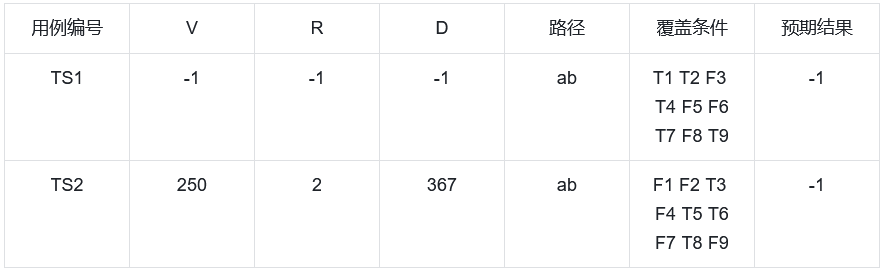 用例编号 V R D 路径 覆盖条件 预期结果
TS1 -1 -1 -1 ab T1 T2 F3 -1
T4 F5 F6
T7 F8 T9
TS2 250 2 367 ab F1 F2 T3 -1
F4 T5 T6
F7 T8 F9